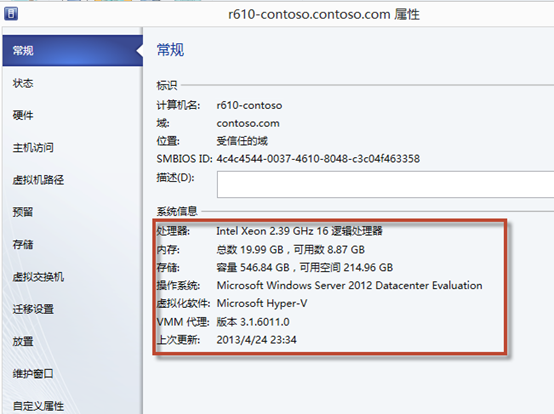 r610-contoso.contoso.com 属性
常规
状态
硬件
主机访问
虚拟机路径
预留
存储
虚拟交换机
迁移设置
放置
维护窗口
自定义属性
常规
标识
计算机名: r610-contoso
域: contoso.com
位置: 受信任的域
SMBIOS ID: 4c4c4544-0037-4610-8048-c3c04f463358
描述(D):
系统信息
处理器: Intel Xeon 2.39 GHz 16 逻辑处理器
内存: 总数 19.99 GB，可用数 8.87 GB
存储: 容量 546.84 GB，可用空间 214.96 GB
操作系统: Microsoft Windows Server 2012 Datacenter Evaluation
虚拟化软件: Microsoft Hyper-V
VMM 代理: 版本 3.1.6011.0
上次更新: 2013/4/24 23:34